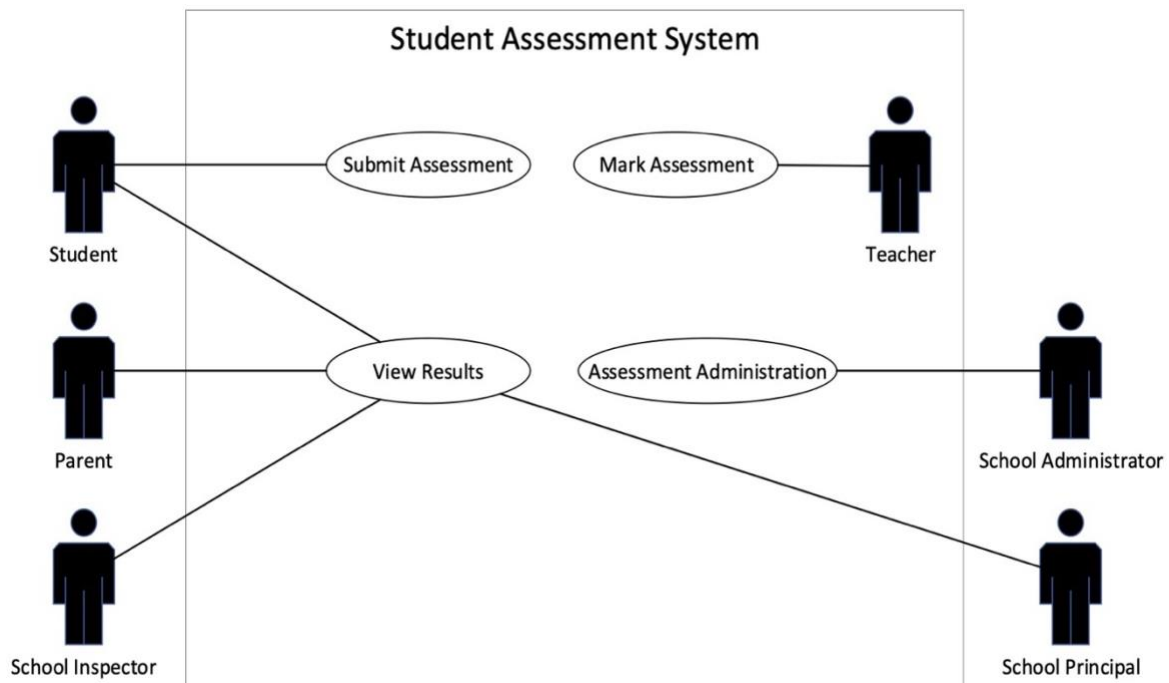 Student Assessment System
Submit Assessment
Mark Assessment
Student
Teacher
View Results
Assessment Administration
Parent
School Administrator
School Inspector
School Principal